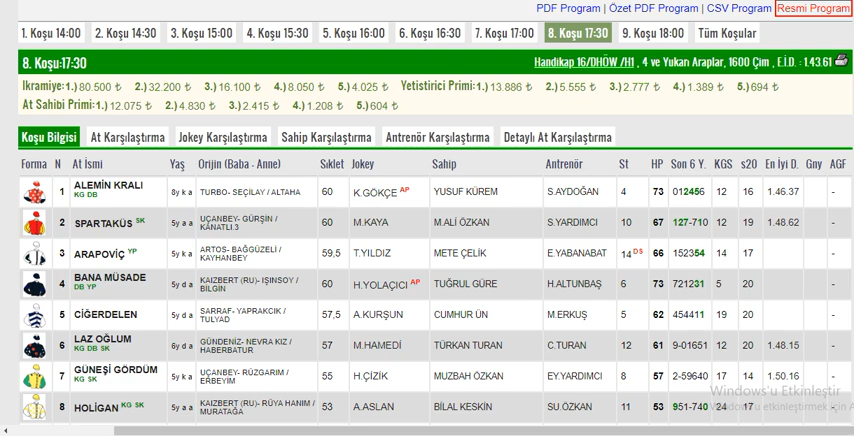 PDF Program | Özet PDF Program | CSV Program Resmi Program
1. Koşu 14:00 2. Koşu 14:30 3. Koşu 15:00 4. Koşu 15:30 5. Koşu 16:00 6. Koşu 16:30 7. Koşu 17:00 8. Koşu 17:30 9. Koşu 18:00 Tüm Koşular
8. Koşu:17:30 Handikap 16/DHÖW /H1 , 4 ve Yukarı Araplar, 1600 Çim , E.İ.D. : 1.43.61
Ikramiye:1.) 80.500 ₺ 2.) 32.200 ₺ 3.) 16.100 ₺ 4.) 8.050 ₺ 5.) 4.025 ₺ Yetistirici Primi:1.) 13.886 ₺ 2.) 5.555 ₺ 3.) 2.777 ₺ 4.) 1.389 ₺ 5.) 694 ₺
At Sahibi Primi:1.) 12.075 ₺ 2.) 4.830 ₺ 3.) 2.415 ₺ 4.) 1.208 ₺ 5.) 604 ₺
Koşu Bilgisi At Karşılaştırma Jokey Karşılaştırma Sahip Karşılaştırma Antrenör Karşılaştırma Detaylı At Karşılaştırma
Forma N At İsmi Yaş Orijin (Baba - Anne) Sıklet Jokey Sahip Antrenör St HP Son 6 Y. KGS s20 En İyi D. Gny AGF
1 ALEMİN KRALI KG DB 8y k a TURBO- SEÇİLAY / ALTAHA 60 K.GÖKÇE AP YUSUF KÜREM S.AYDOĞAN 4 73 012456 12 16 1.46.37 -
2 SPARTAKÜS SK 5y a a UÇANBEY- GÜRŞİN / KANATLI.3 60 M.KAYA M.ALİ ÖZKAN S.YARDIMCI 10 67 127-710 12 19 1.48.62 -
3 ARAPOVİÇ YP 5y k a ARTOS- BAĞGÜZELİ / KAYHANBEY 59,5 T.YILDIZ METE ÇELİK E.YABANABAT 14 DS 66 152354 14 17 -
4 BANA MÜSADE DB YP 5y d a KAIZBERT (RU)- IŞINSOY / BİLGİN 60 H.YOLAÇICI AP TUĞRUL GÜRE H.ALTUNBAŞ 6 73 721231 5 20 -
5 CİĞERDELEN 5y d a SARRAF- YAPRAKCIK / TULYAD 57,5 A.KURŞUN CUMHUR ÜN M.ERKUŞ 5 62 454411 19 20 -
6 LAZ OĞLUM KG DB SK 6y d a GÜNDENİZ- NEVRA KIZ / HABERBATUR 57 M.HAMEDİ TÜRKAN TURAN C.TURAN 12 61 9-01651 12 20 1.48.15 -
7 GÜNEŞİ GÖRDÜM KG SK 5y k a UÇANBEY- RÜZGARIM / ERBEYİM 55 H.ÇİZİK MUZBAH ÖZKAN EY.YARDIMCI 8 57 2-59640 17 14 1.50.16 -
8 HOLİGAN KG SK 5y a a KAIZBERT (RU)- RÜYA HANIM / MURATAĞA 53 A.ASLAN BİLAL KESKİN SU.ÖZKAN 11 53 951-740 24 17 -
Windows'u Etkinleştir
Windows'u etkinleştirmek için A